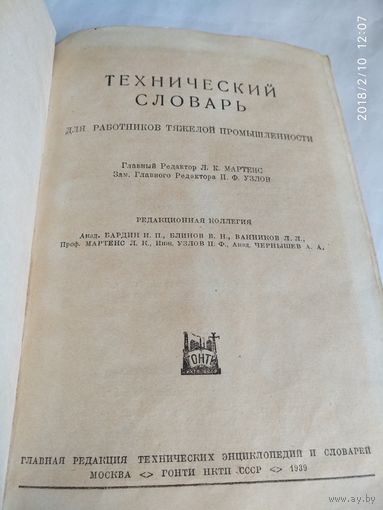 2018/2/10 12:07
ТЕХНИЧЕСКИЙ
СЛОВАРЬ
ДЛЯ РАБОТНИКОВ ТЯЖЕЛОЙ ПРОМЫШЛЕННОСТИ
Главный Редактор Л. К. МАРТЕНС
Зам. Главного Редактора П. Ф. УЗЛОВ
РЕДАКЦИОННАЯ КОЛЛЕГИЯ
Акад. БАРДИН И. П., БЛИНОВ В. Н., ВАННИКОВ Л. Л.,
Проф. МАРТЕНС Л. К., Инж. УЗЛОВ П. Ф., Акад. ЧЕРНЫШЕВ А. А.
ГОНТИ
ГЛАВНАЯ РЕДАКЦИЯ ТЕХНИЧЕСКИХ ЭНЦИКЛОПЕДИЙ И СЛОВАРЕЙ
МОСКВА <> ГОНТИ НКТП СССР <> 1939
ay.by